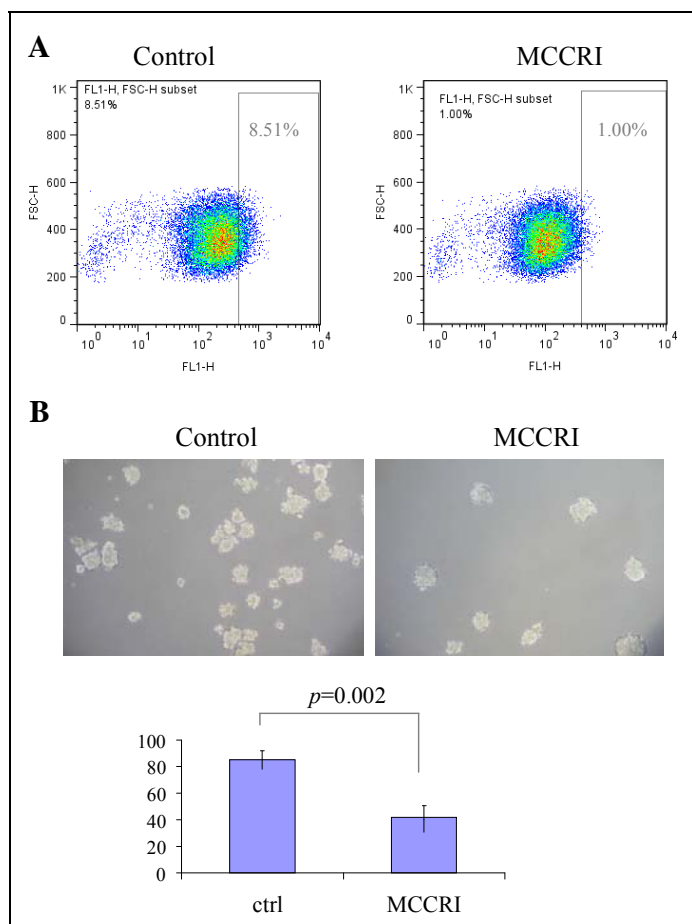 A
Control
MCCRI
1K
800
600
400
200
0
FSC-H
FL1-H, FSC-H subset
8.51%
8.51%
10^0 10^1 10^2 10^3 10^4
FL1-H
1K
800
600
400
200
0
FSC-H
FL1-H, FSC-H subset
1.00%
1.00%
10^0 10^1 10^2 10^3 10^4
FL1-H
B
Control
MCCRI
p=0.002
100
80
60
40
20
0
ctrl
MCCRI